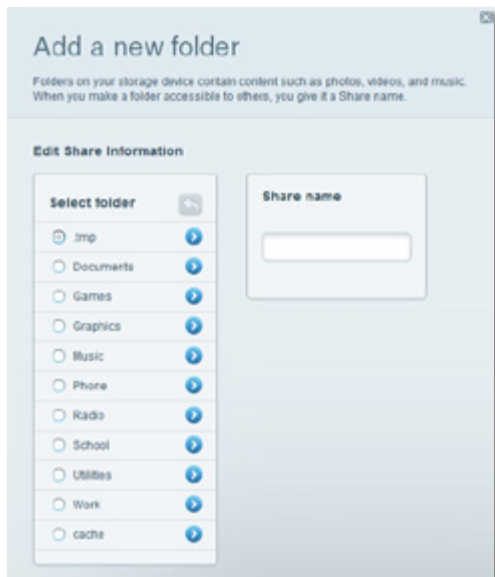 Add a new folder
Folders on your storage device contain content such as photos, videos, and music.
When you make a folder accessible to others, you give it a Share name.
Edit Share Information
Select folder
Share name
.tmp
Documents
Games
Graphics
Music
Phone
Radio
School
Utilities
Work
cache